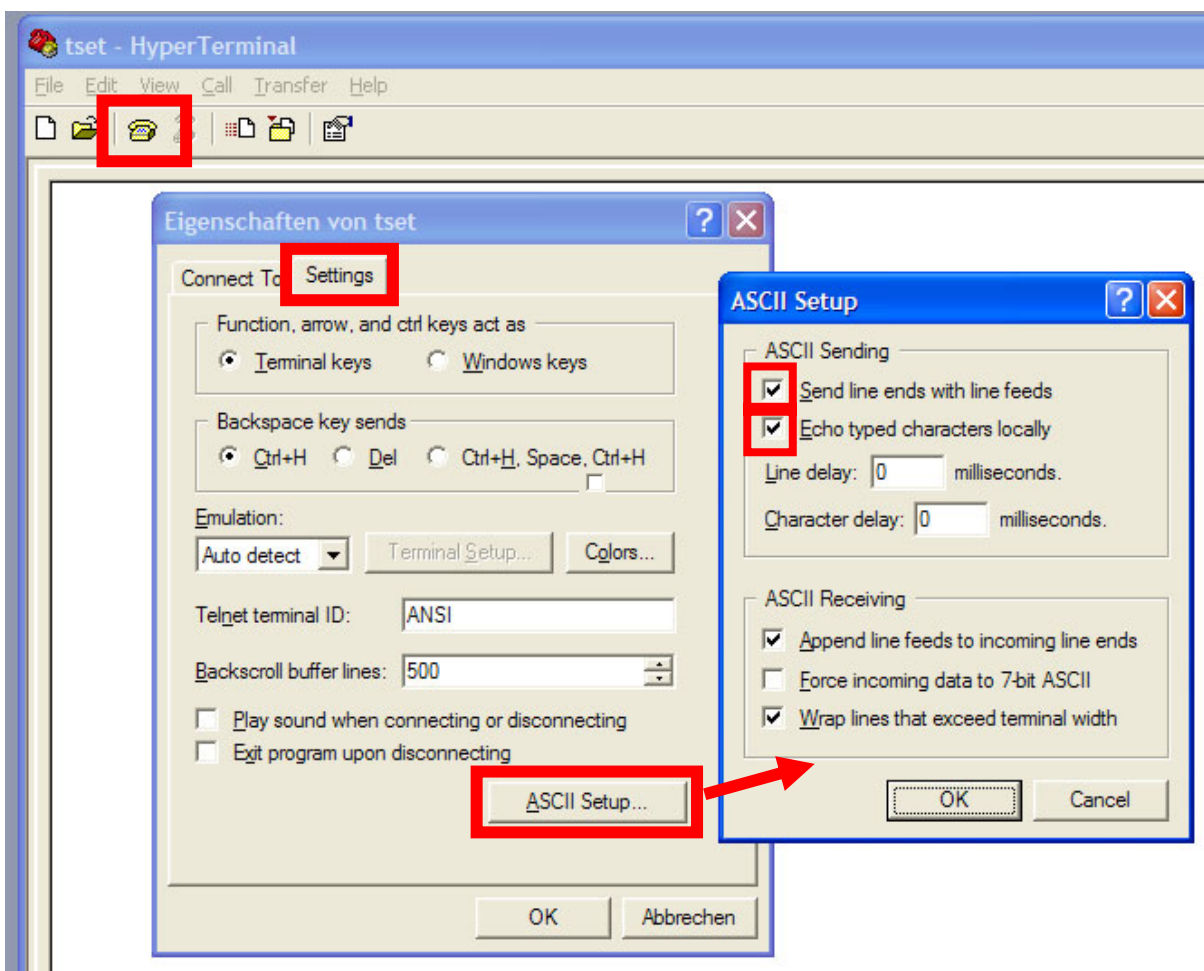 tset - HyperTerminal
File Edit View Call Transfer Help
Eigenschaften von tset
Connect To Settings
Function, arrow, and ctrl keys act as
Terminal keys Windows keys
Backspace key sends
Ctrl+H Del Ctrl+H, Space, Ctrl+H
Emulation:
Auto detect Terminal Setup... Colors...
Telnet terminal ID: ANSI
Backscroll buffer lines: 500
Play sound when connecting or disconnecting
Exit program upon disconnecting
ASCII Setup...
OK Abbrechen
ASCII Setup
ASCII Sending
Send line ends with line feeds
Echo typed characters locally
Line delay: 0 milliseconds.
Character delay: 0 milliseconds.
ASCII Receiving
Append line feeds to incoming line ends
Force incoming data to 7-bit ASCII
Wrap lines that exceed terminal width
OK Cancel